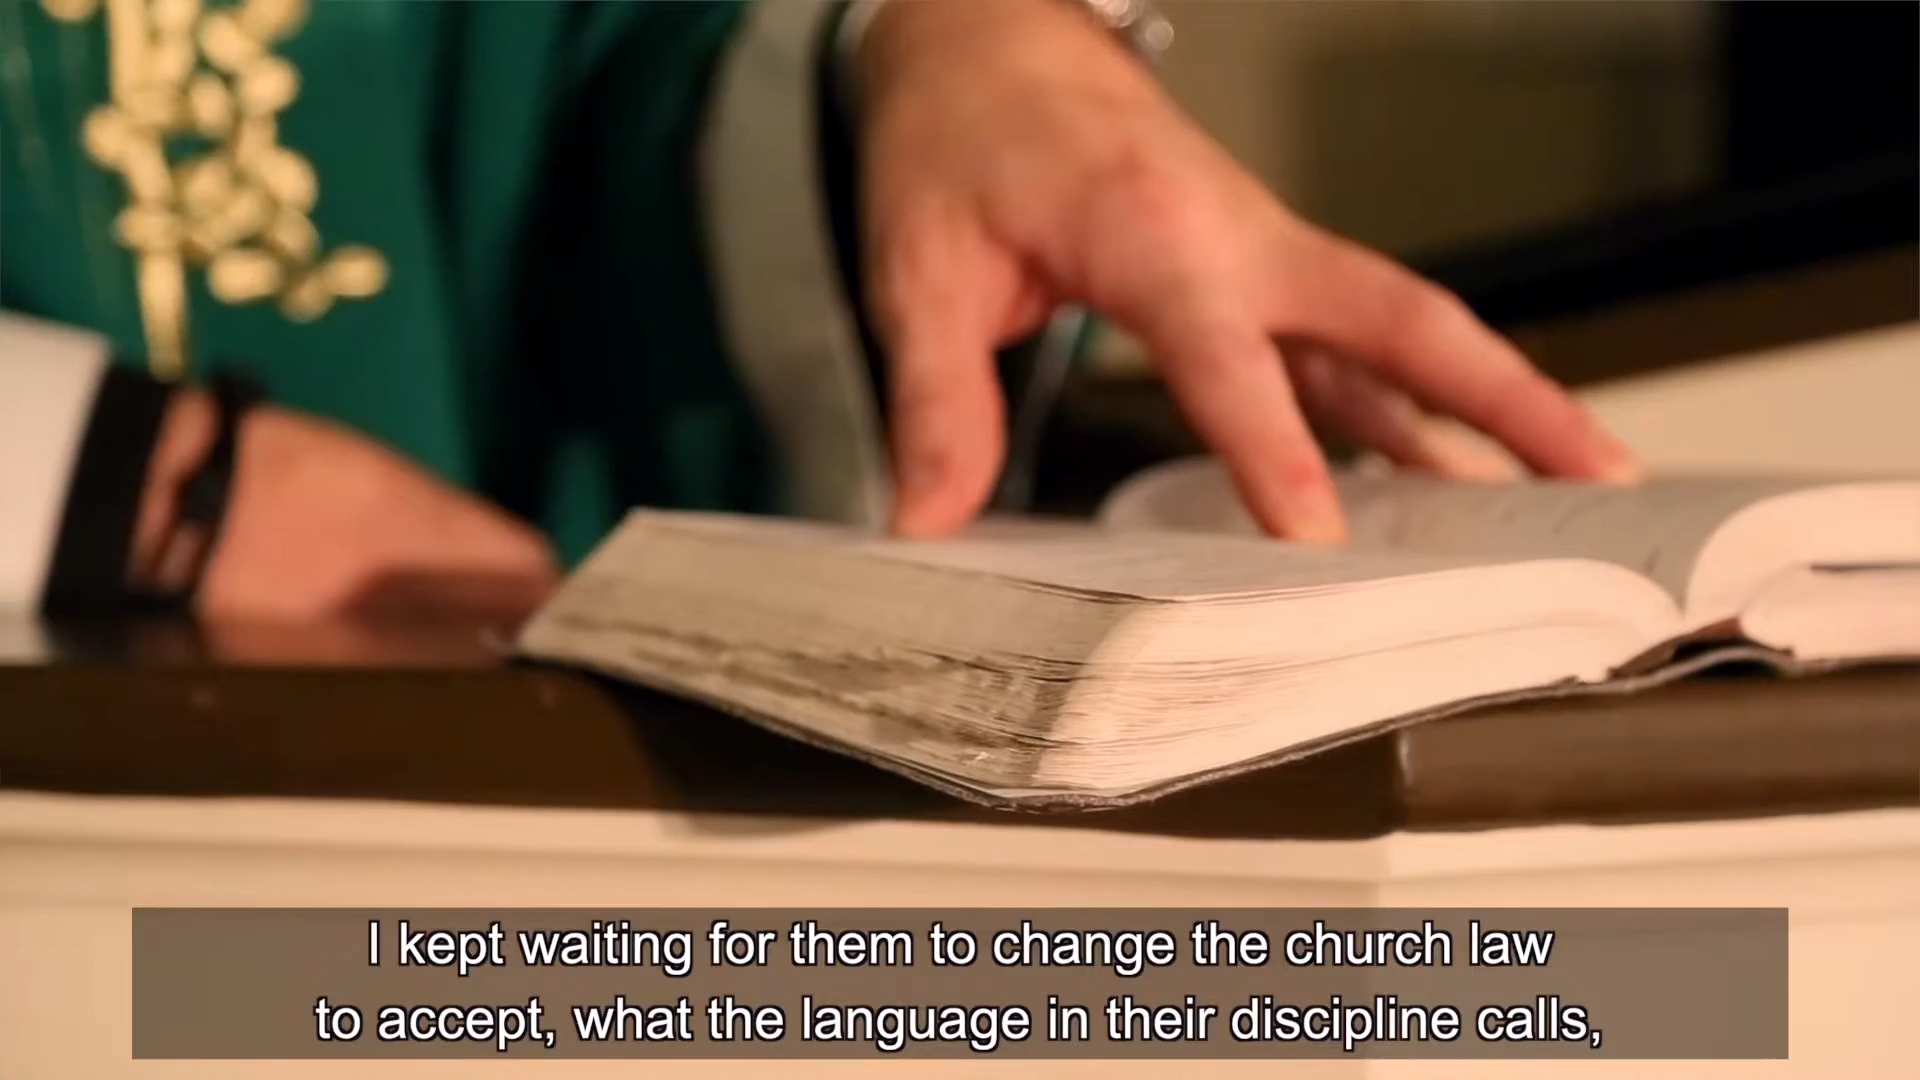 I kept waiting for them to change the church law
to accept, what the language in their discipline calls,